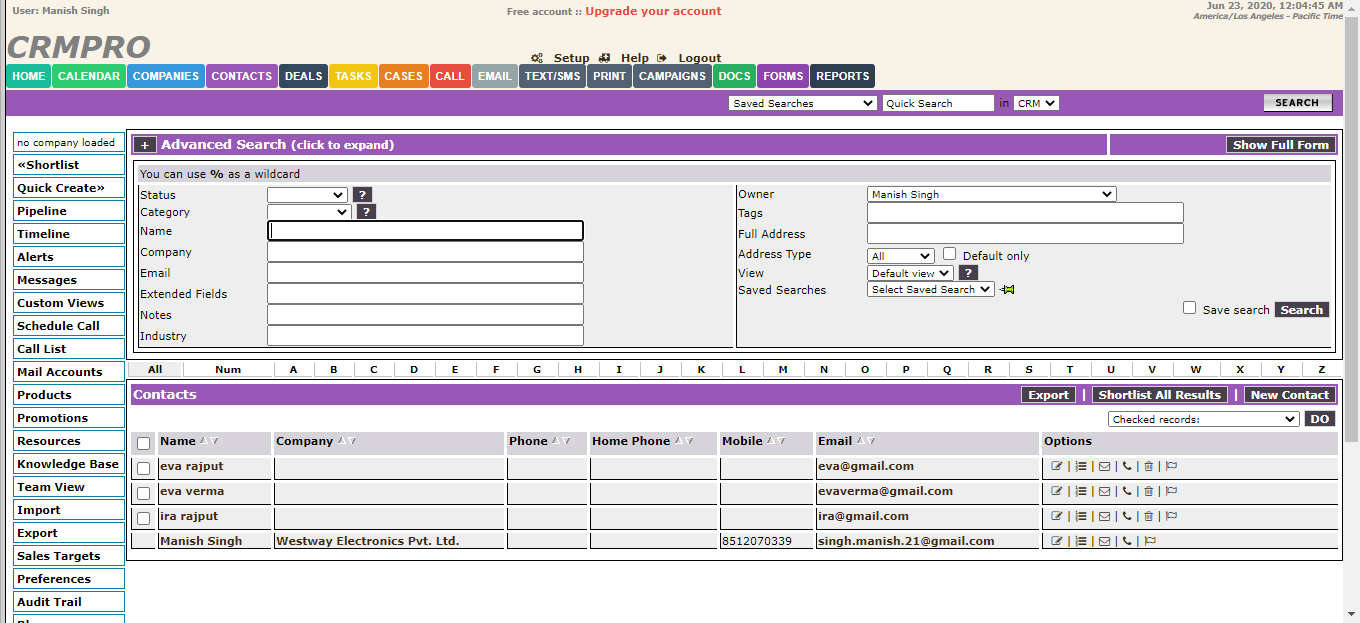 User: Manish Singh
Free account :: Upgrade your account
Jun 23, 2020, 12:04:45 AM
America/Los Angeles - Pacific Time
CRMPRO
Setup Help Logout
HOME CALENDAR COMPANIES CONTACTS DEALS TASKS CASES CALL EMAIL TEXT/SMS PRINT CAMPAIGNS DOCS FORMS REPORTS
Saved Searches Quick Search in CRM SEARCH
no company loaded
«Shortlist
Quick Create»
Pipeline
Timeline
Alerts
Messages
Custom Views
Schedule Call
Call List
Mail Accounts
Products
Promotions
Resources
Knowledge Base
Team View
Import
Export
Sales Targets
Preferences
Audit Trail
+ Advanced Search (click to expand) Show Full Form
You can use % as a wildcard
Status ?
Category ?
Name
Company
Email
Extended Fields
Notes
Industry
Owner Manish Singh
Tags
Full Address
Address Type All Default only
View Default view ?
Saved Searches Select Saved Search
Save search Search
All Num A B C D E F G H I J K L M N O P Q R S T U V W X Y Z
Contacts Export | Shortlist All Results | New Contact
Checked records: DO
Name Company Phone Home Phone Mobile Email Options
eva rajput eva@gmail.com | | | | |
eva verma evaverma@gmail.com | | | | |
ira rajput ira@gmail.com | | | | |
Manish Singh Westway Electronics Pvt. Ltd. 8512070339 singh.manish.21@gmail.com | | | |